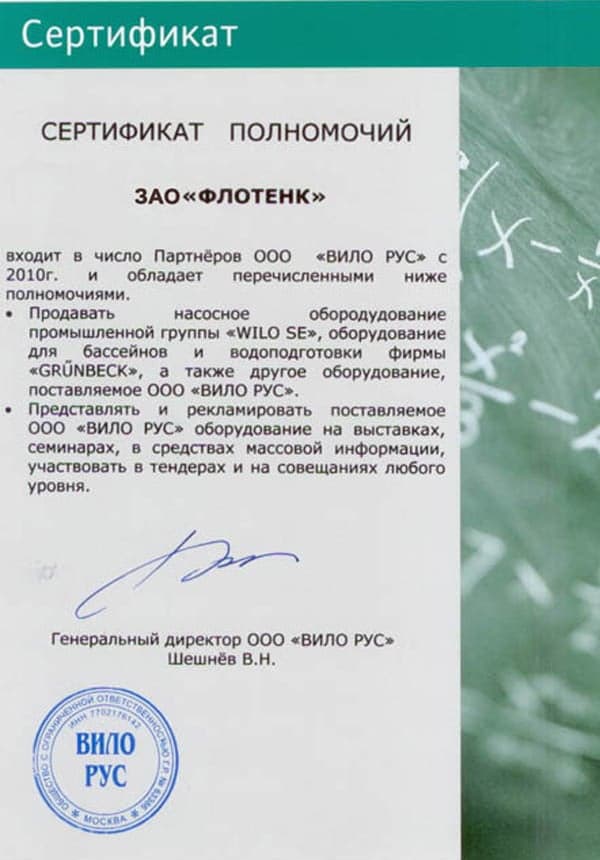 Сертификат
СЕРТИФИКАТ ПОЛНОМОЧИЙ
ЗАО«ФЛОТЕНК»
входит в число Партнёров ООО «ВИЛО РУС» с
2010г. и обладает перечисленными ниже
полномочиями.
• Продавать насосное обородудование
промышленной группы «WILO SE», оборудование
для бассейнов и водоподготовки фирмы
«GRŰNBECK», а также другое оборудование,
поставляемое ООО «ВИЛО РУС».
• Представлять и рекламировать поставляемое
ООО «ВИЛО РУС» оборудование на выставках,
семинарах, в средствах массовой информации,
участвовать в тендерах и на совещаниях любого
уровня.
Генеральный директор ООО «ВИЛО РУС»
Шешнёв В.Н.
ОБЩЕСТВО С ОГРАНИЧЕННОЙ ОТВЕТСТВЕННОСТЬЮ
ИНН 7702176142
ВИЛО
РУС
МОСКВА